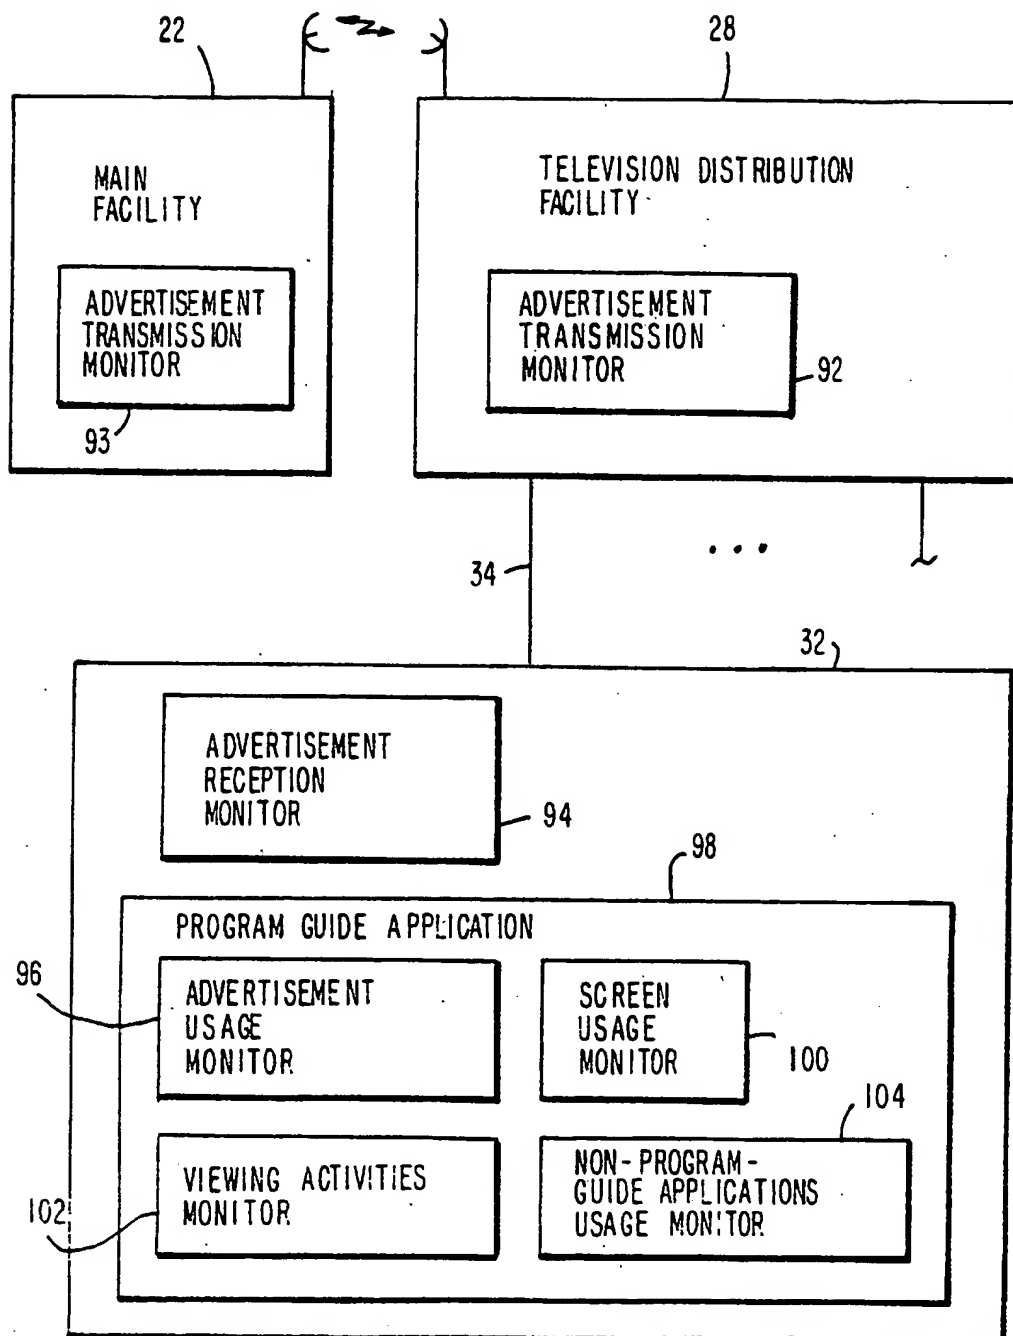 22
28
MAIN
FACILITY
TELEVISION DISTRIBUTION
FACILITY
ADVERTISEMENT
TRANSMISSION
MONITOR
93
ADVERTISEMENT
TRANSMISSION
MONITOR
92
34
...
32
ADVERTISEMENT
RECEPTION
MONITOR
94
98
PROGRAM GUIDE APPLICATION
96
ADVERTISEMENT
USAGE
MONITOR
SCREEN
USAGE
MONITOR
100
104
VIEWING ACTIVITIES
MONITOR
102
NON-PROGRAM-
GUIDE APPLICATIONS
USAGE MONITOR